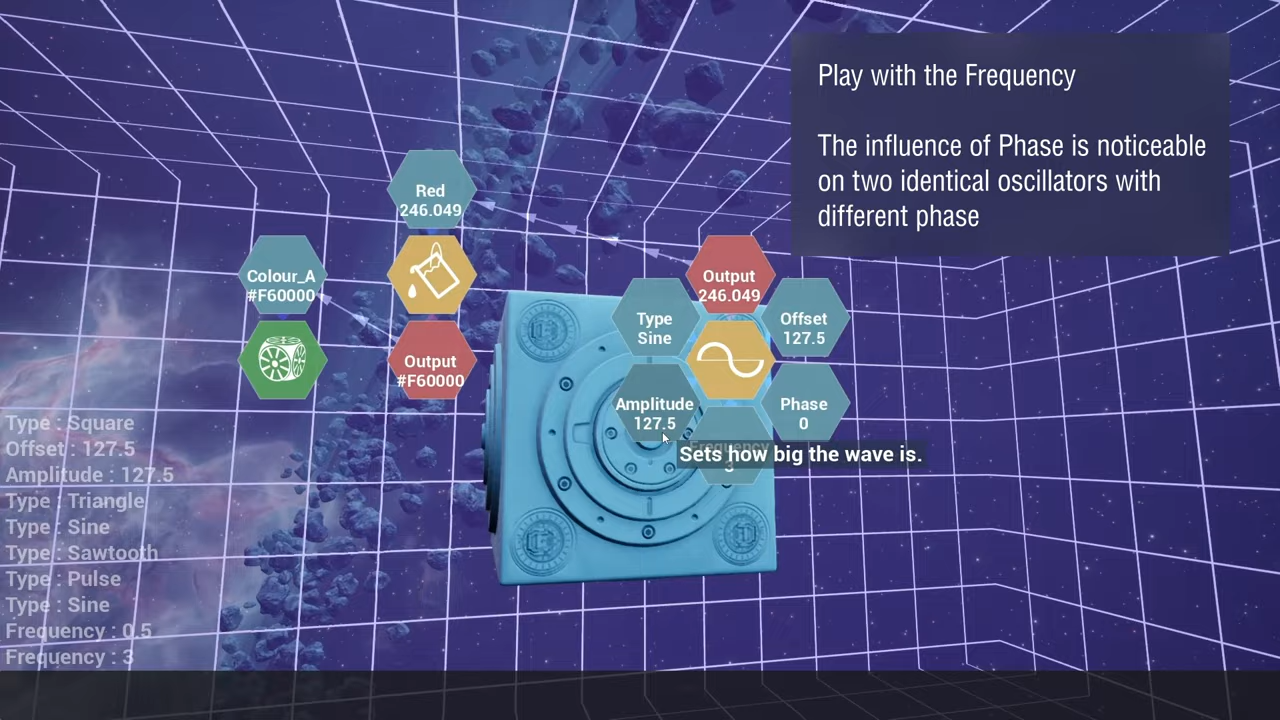 Play with the Frequency
The influence of Phase is noticeable
on two identical oscillators with
different phase
Red
246.049
Colour_A
#F60000
Output
#F60000
Output
246.049
Type
Sine
Offset
127.5
Amplitude
127.5
Phase
0
Frequency
3
Sets how big the wave is.
Type : Square
Offset : 127.5
Amplitude : 127.5
Type : Triangle
Type : Sine
Type : Sawtooth
Type : Pulse
Type : Sine
Frequency : 0.5
Frequency : 3